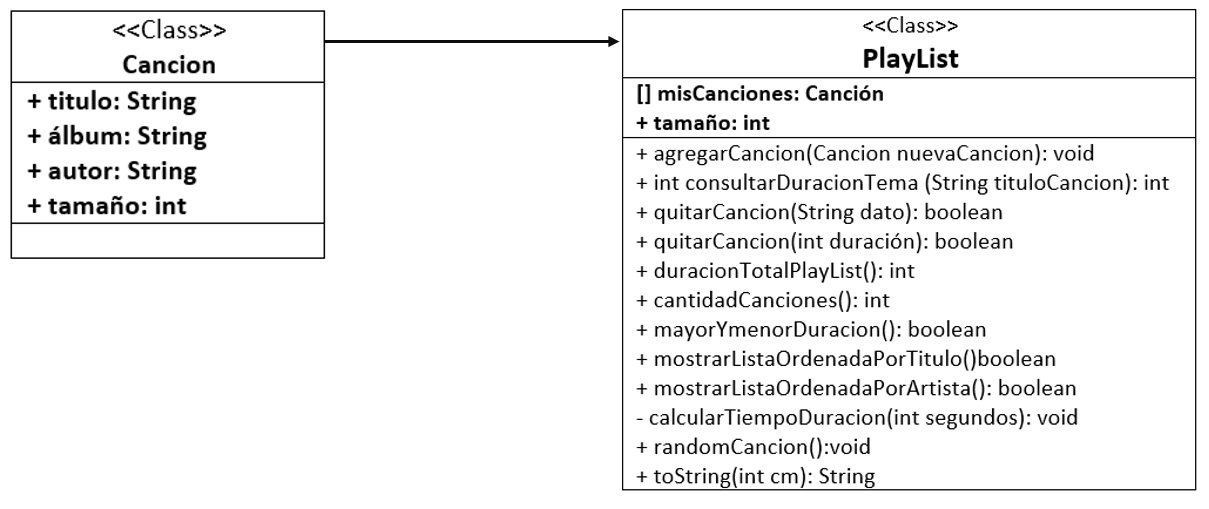 <<Class>>
Cancion
+ titulo: String
+ álbum: String
+ autor: String
+ tamaño: int
<<Class>>
PlayList
[] misCanciones: Canción
+ tamaño: int
+ agregarCancion(Cancion nuevaCancion): void
+ int consultarDuracionTema (String tituloCancion): int
+ quitarCancion(String dato): boolean
+ quitarCancion(int duración): boolean
+ duracionTotalPlayList(): int
+ cantidadCanciones(): int
+ mayorYmenorDuracion(): boolean
+ mostrarListaOrdenadaPorTitulo()boolean
+ mostrarListaOrdenadaPorArtista(): boolean
- calcularTiempoDuracion(int segundos): void
+ randomCancion():void
+ toString(int cm): String